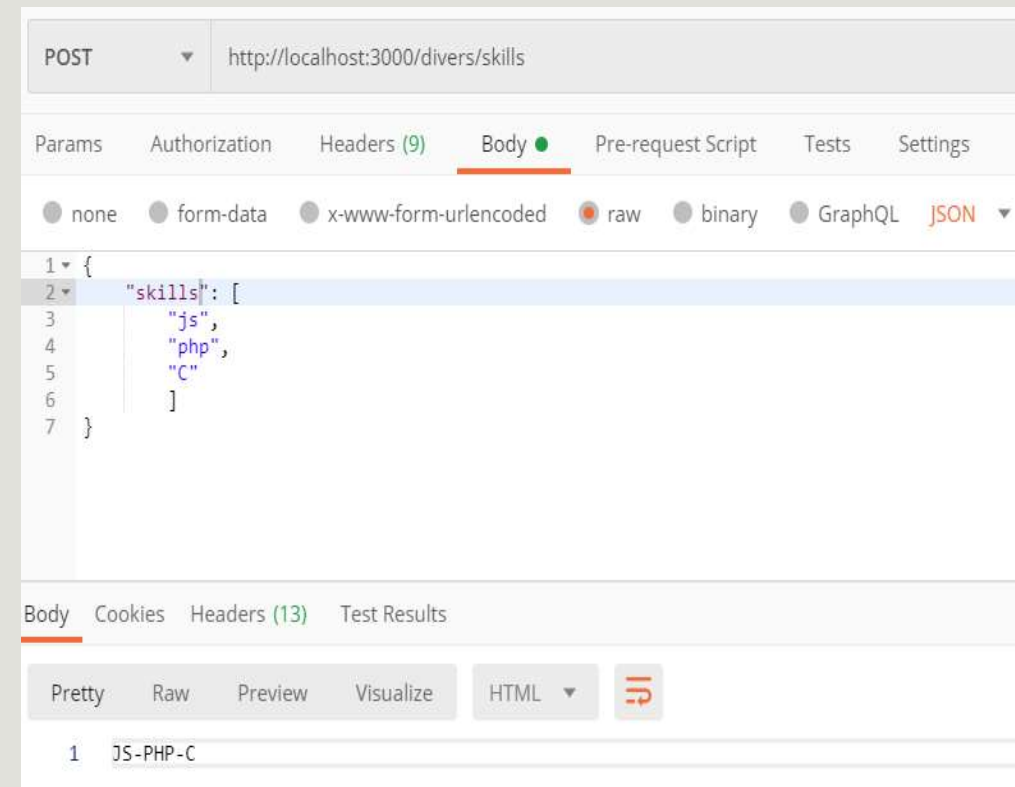 POST http://localhost:3000/divers/skills
Params Authorization Headers (9) Body Pre-request Script Tests Settings
none form-data x-www-form-urlencoded raw binary GraphQL JSON
1 {
2 "skills": [
3 "js",
4 "php",
5 "C"
6 ]
7 }
Body Cookies Headers (13) Test Results
Pretty Raw Preview Visualize HTML
1 JS-PHP-C